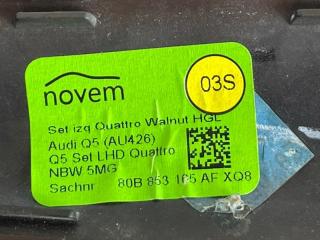 novem
03S
Set izq Quattro Walnut HGL
Audi Q5 (AU426)
Q5 Set LHD Quattro
NBW 5MG
Sachnr 80B 853 165 AF XQ8